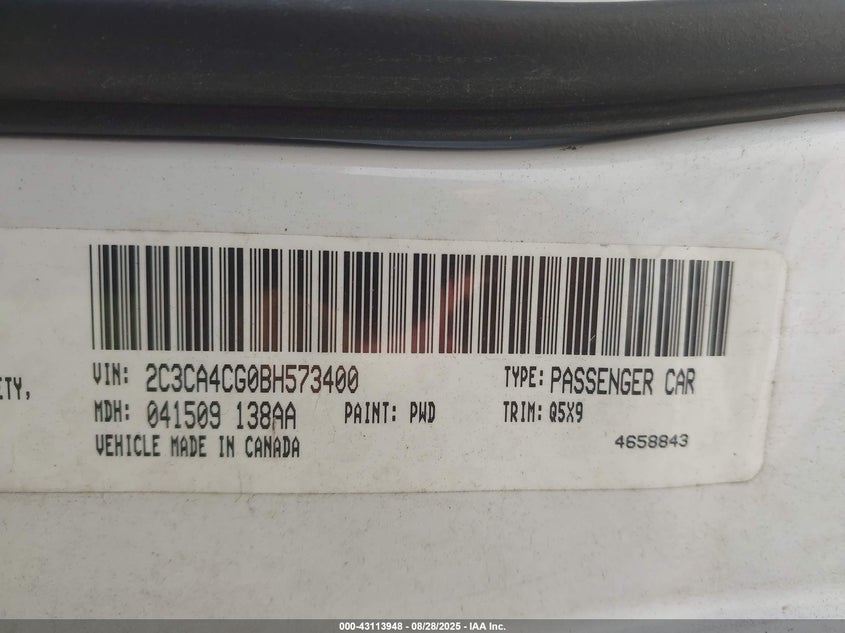 ETY,
VIN: 2C3CA4CG0BH573400 TYPE: PASSENGER CAR
MDH: 041509 138AA PAINT: PWD TRIM: Q5X9
VEHICLE MADE IN CANADA 4658843
000-43113948 - 08/28/2025 - IAA Inc.